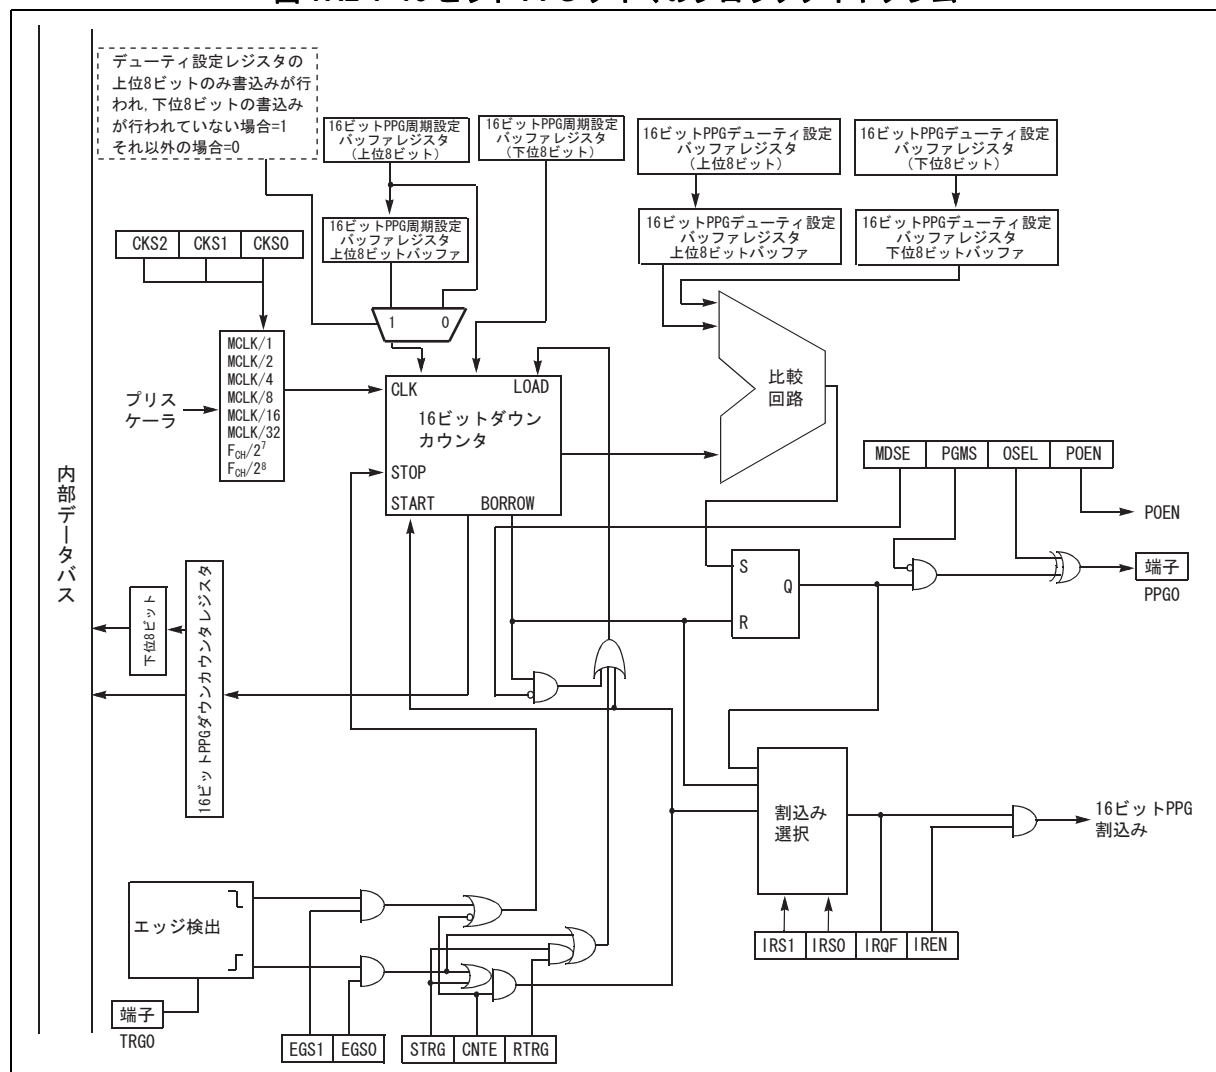 デューティ設定レジスタの
上位8ビットのみ書込みが行
われ,下位8ビットの書込み
が行われていない場合=1
それ以外の場合=0
16ビットPPG周期設定
バッファレジスタ
(上位8ビット)
16ビットPPG周期設定
バッファレジスタ
(下位8ビット)
16ビットPPGデューティ設定
バッファレジスタ
(上位8ビット)
16ビットPPGデューティ設定
バッファレジスタ
(下位8ビット)
16ビットPPG周期設定
バッファレジスタ
上位8ビットバッファ
16ビットPPGデューティ設定
バッファレジスタ
上位8ビットバッファ
16ビットPPGデューティ設定
バッファレジスタ
下位8ビットバッファ
CKS2 CKS1 CKS0
1 0
MCLK/1
MCLK/2
MCLK/4
MCLK/8
MCLK/16
MCLK/32
FCH/2⁷
FCH/2⁸
プリス
ケーラ
CLK LOAD
16ビットダウン
カウンタ
STOP
START BORROW
比較
回路
MDSE PGMS OSEL POEN
POEN
端子
PPG0
S
Q
R
内部データバス
下位8ビット
16ビットPPGダウンカウンタレジスタ
割込み
選択
16ビットPPG
割込み
IRS1 IRS0 IRQF IREN
エッジ検出
端子
TRG0
EGS1 EGS0
STRG CNTE RTRG